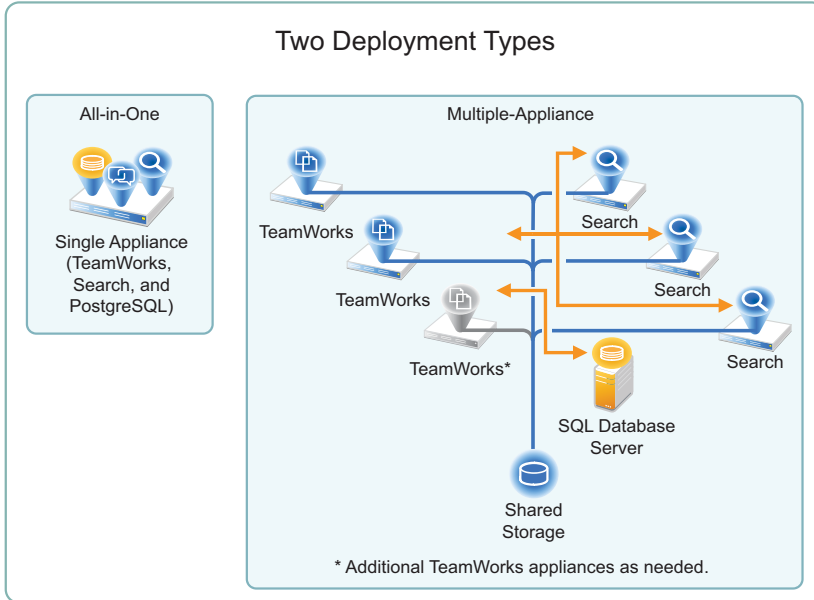 Two Deployment Types
All-in-One
Single Appliance
(TeamWorks,
Search, and
PostgreSQL)
Multiple-Appliance
TeamWorks
Search
TeamWorks
Search
TeamWorks*
Search
SQL Database
Server
Shared
Storage
* Additional TeamWorks appliances as needed.